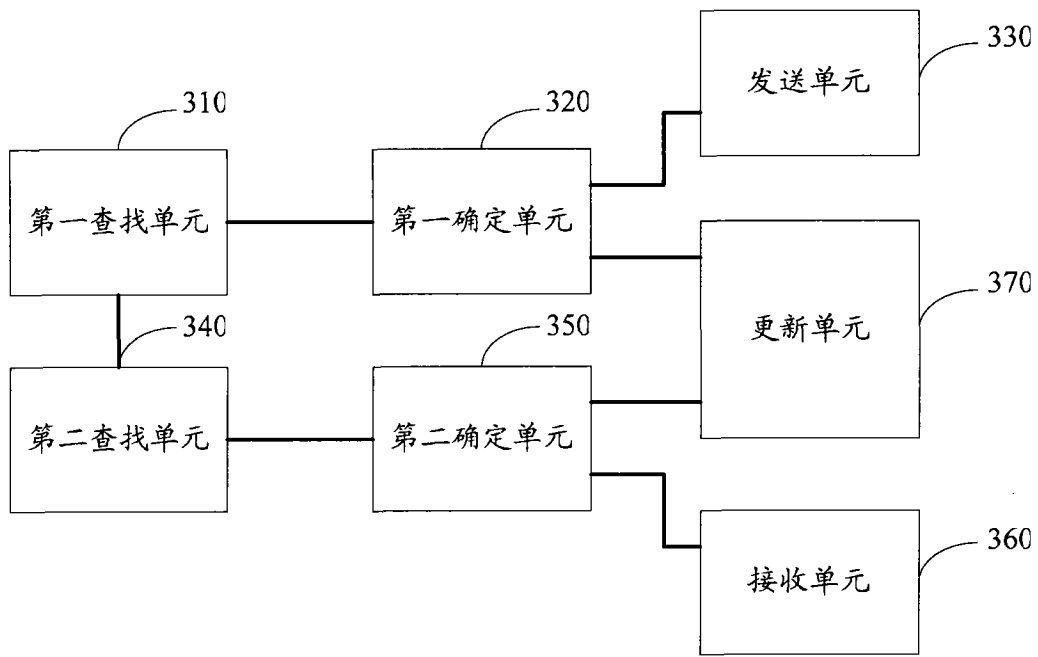 330
发送单元
310
320
第一查找单元
第一确定单元
370
更新单元
340
350
第二查找单元
第二确定单元
360
接收单元